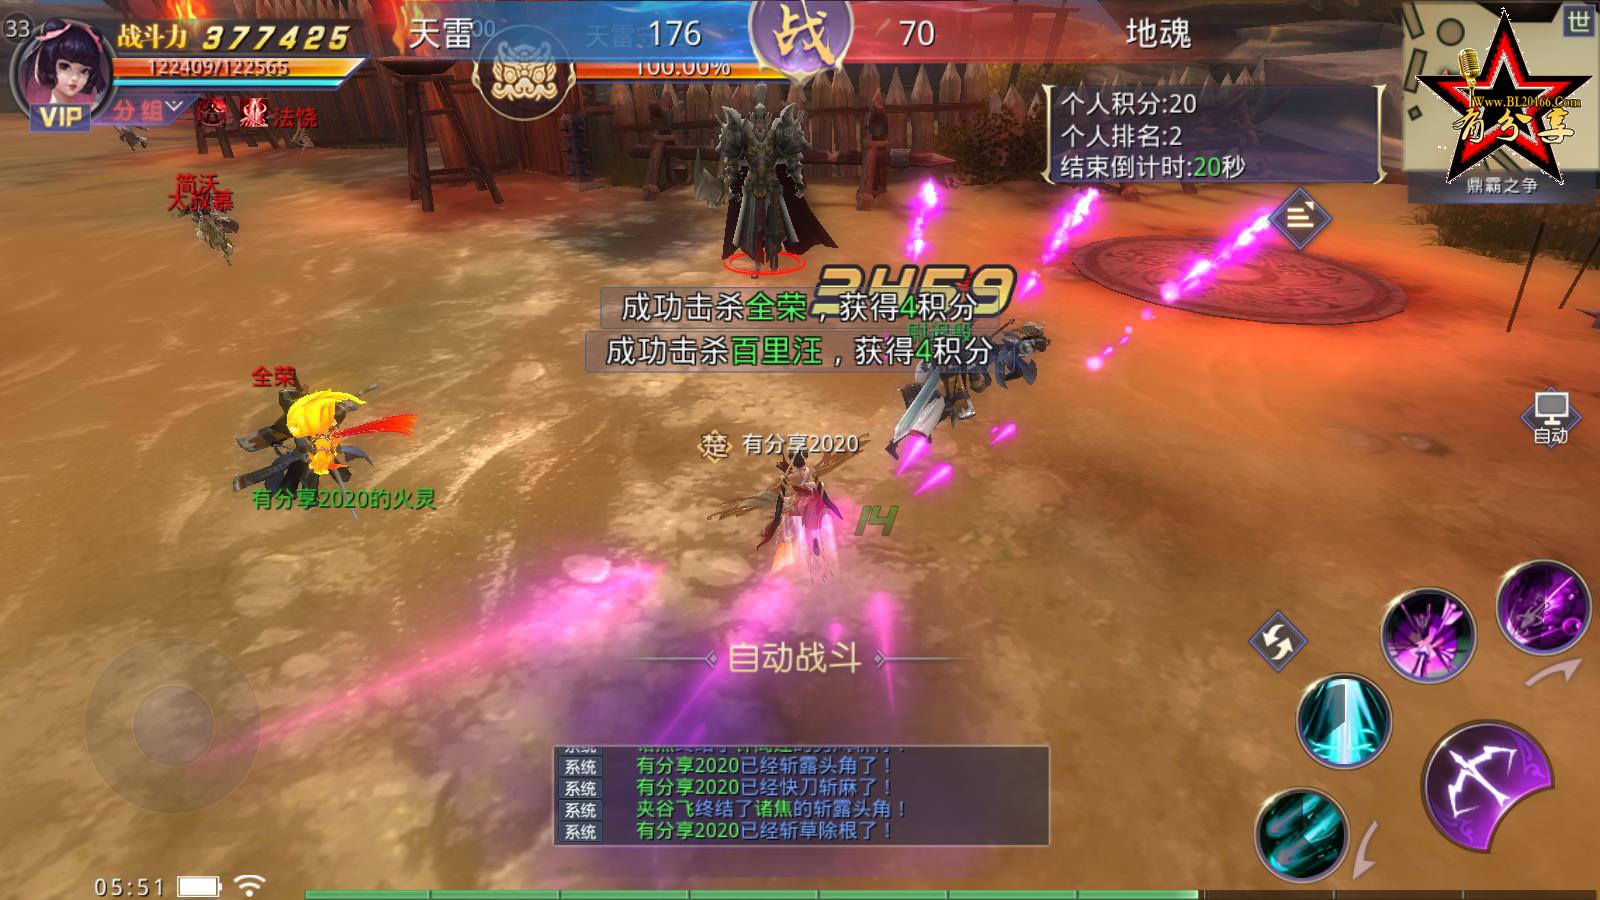 33
战斗力 377425
122409/122565
VIP
分组
法饶
天雷
176
战
70
地魂
100.00%
世
个人积分:20
个人排名:2
结束倒计时:20秒
Www.BL20166.Com
有分享
鼎霸之争
简沃
太叔慕
3459
成功击杀全荣，获得4积分
成功击杀百里汪，获得4积分
全荣
有分享2020的火灵
楚 有分享2020
14
自动
自动战斗
系统 有分享2020已经斩露头角了！
系统 有分享2020已经快刀斩麻了！
系统 夹谷飞终结了诸焦的斩露头角！
系统 有分享2020已经斩草除根了！
05:51